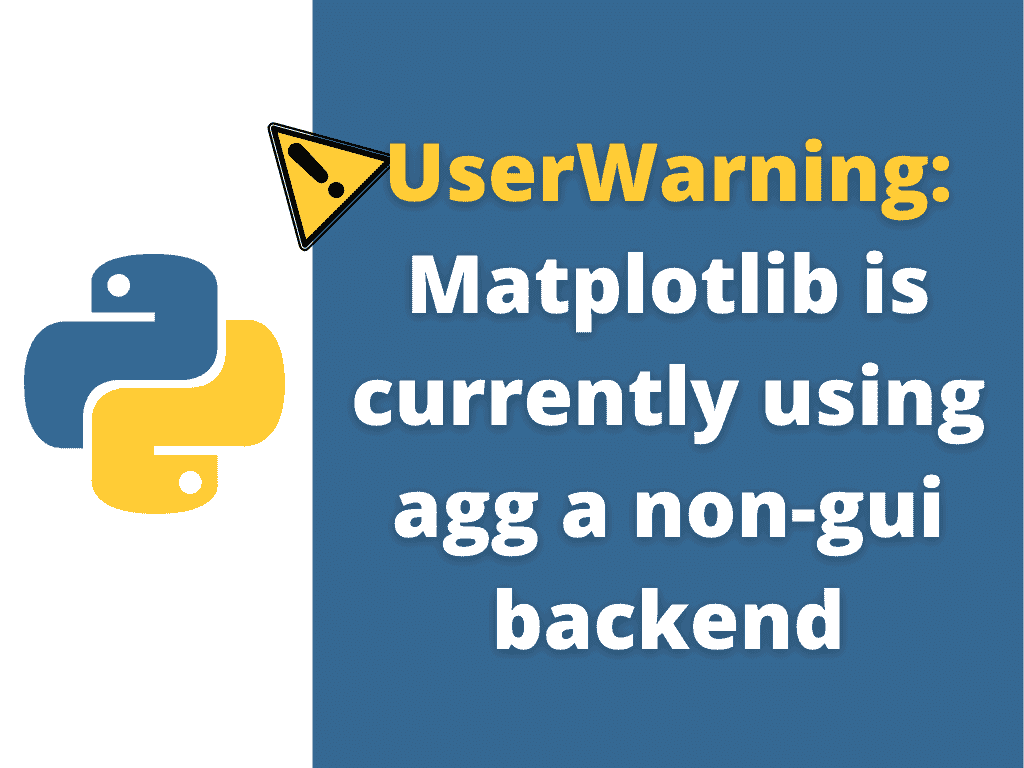 UserWarning:
Matplotlib is
currently using
agg a non-gui
backend